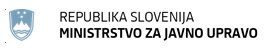 REPUBLIKA SLOVENIJA
MINISTRSTVO ZA JAVNO UPRAVO